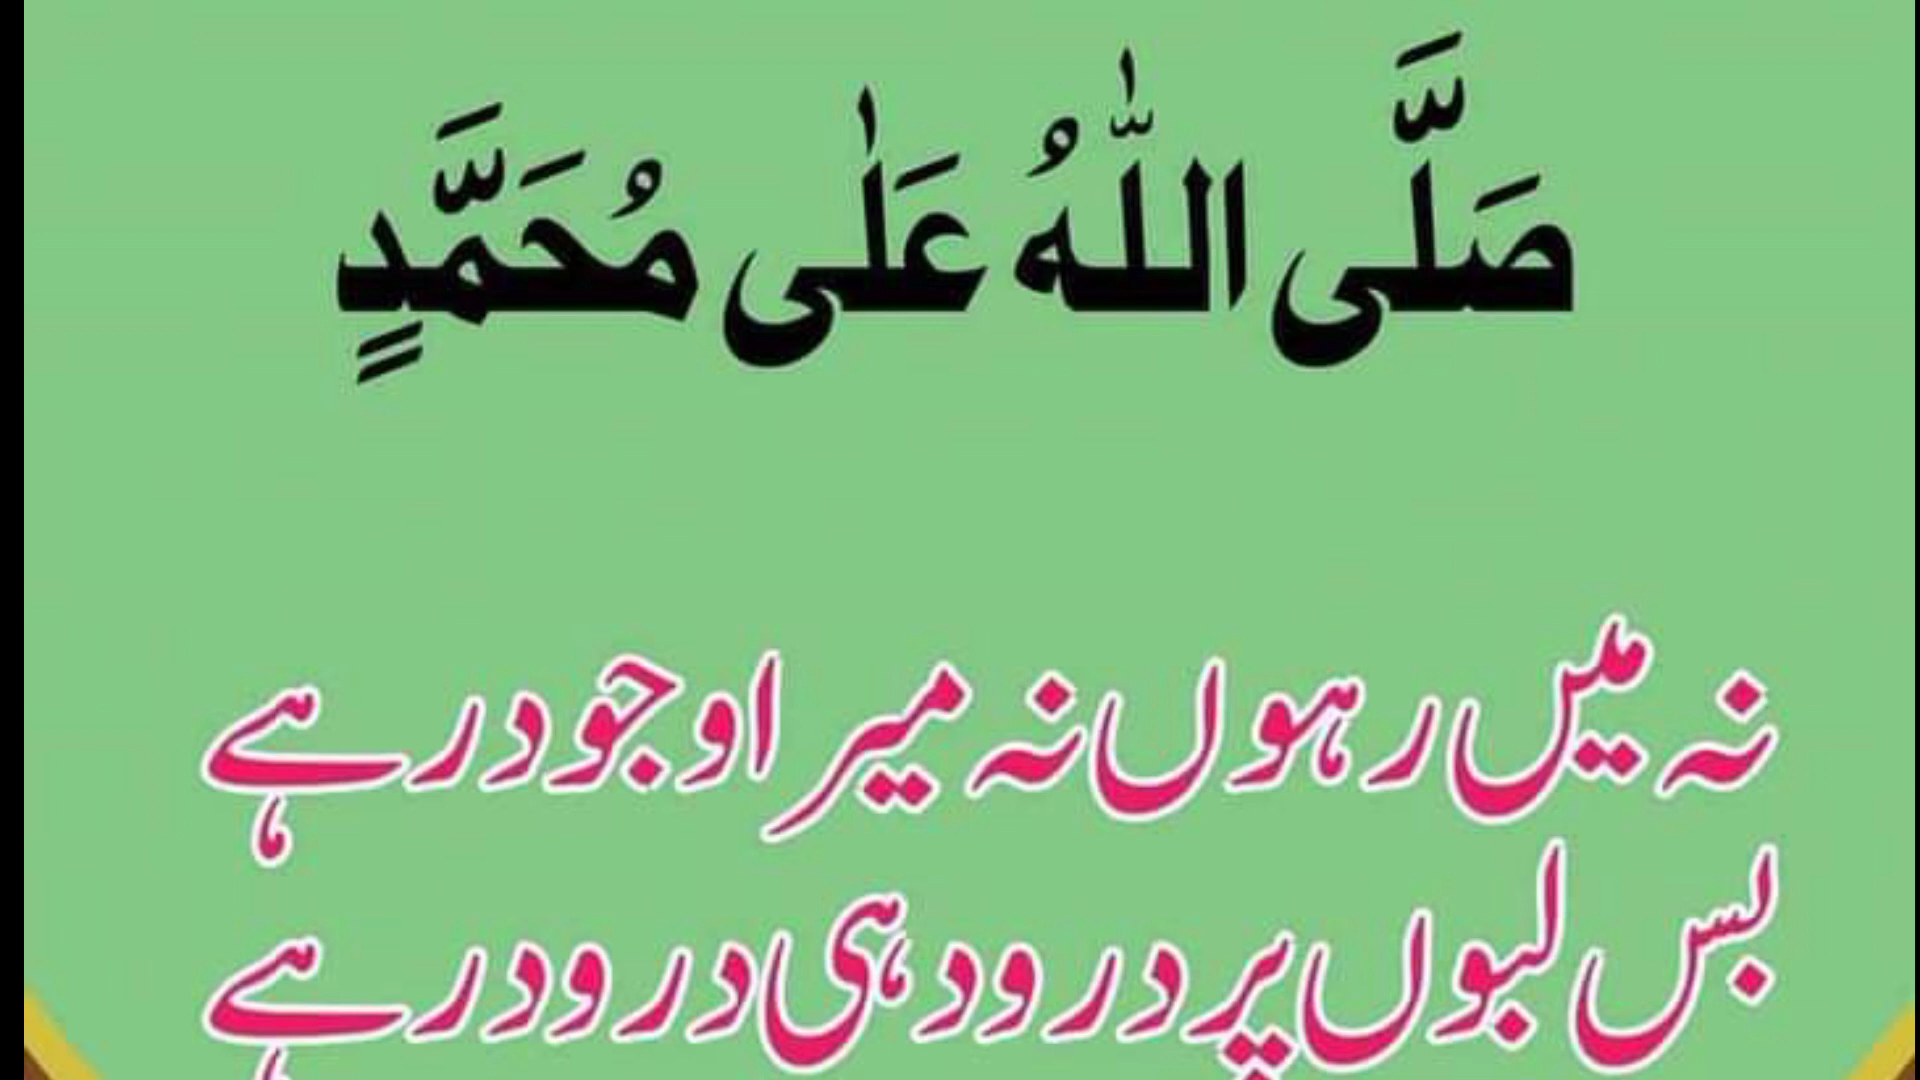 صَلَّى اللّٰهُ عَلٰى مُحَمَّدٍ
نہ میں رہوں نہ میرا وجود رہے
بس لبوں پر درود ہی درود رہے